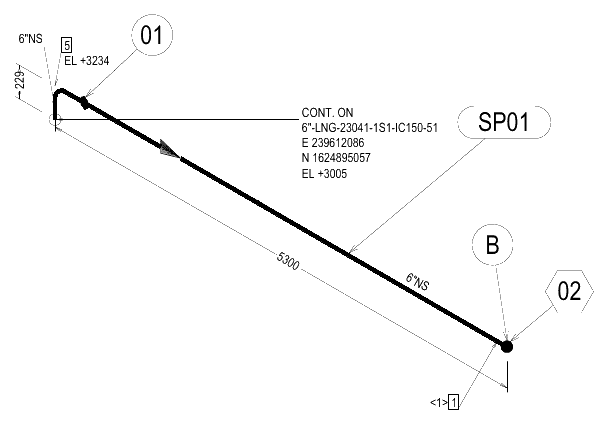 01
6"NS
5
EL +3234
229
CONT. ON
6"-LNG-23041-1S1-IC150-51
E 239612086
N 1624895057
EL +3005
SP01
B
5300
6"NS
02
<1>1